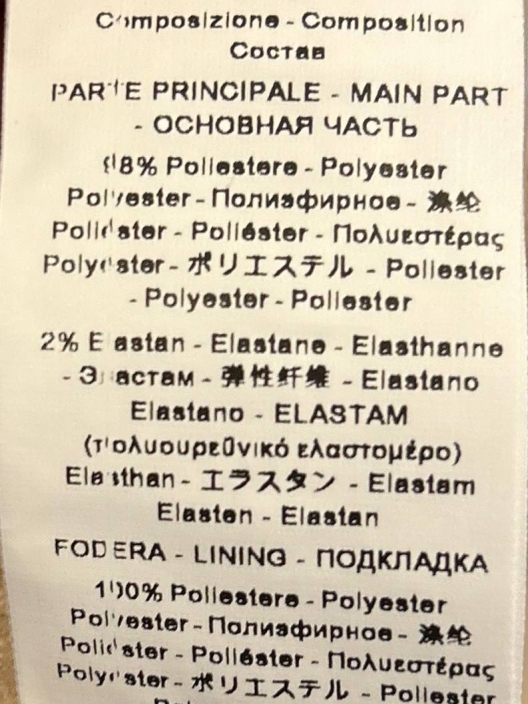 Composizione - Composition
Состав
PARTE PRINCIPALE - MAIN PART
- ОСНОВНАЯ ЧАСТЬ
98% Poliestere - Polyester
Polyester - Полиэфирное - 涤纶
Poliéster - Poliéster - Πολυεστέρας
Polyester - ポリエステル - Poliester
- Polyester - Poliester
2% Elastan - Elastane - Elasthanne
- Эластам - 弹性纤维 - Elastano
Elastano - ELASTAM
(πολυουρεθνικό ελαστομέρο)
Elasthan - エラスタン - Elastam
Elasten - Elastan
FODERA - LINING - ПОДКЛАДКА
100% Poliestere - Polyester
Polyester - Полиэфирное - 涤纶
Poliéster - Poliéster - Πολυεστέρας
Polyester - ポリエステル - Poliester